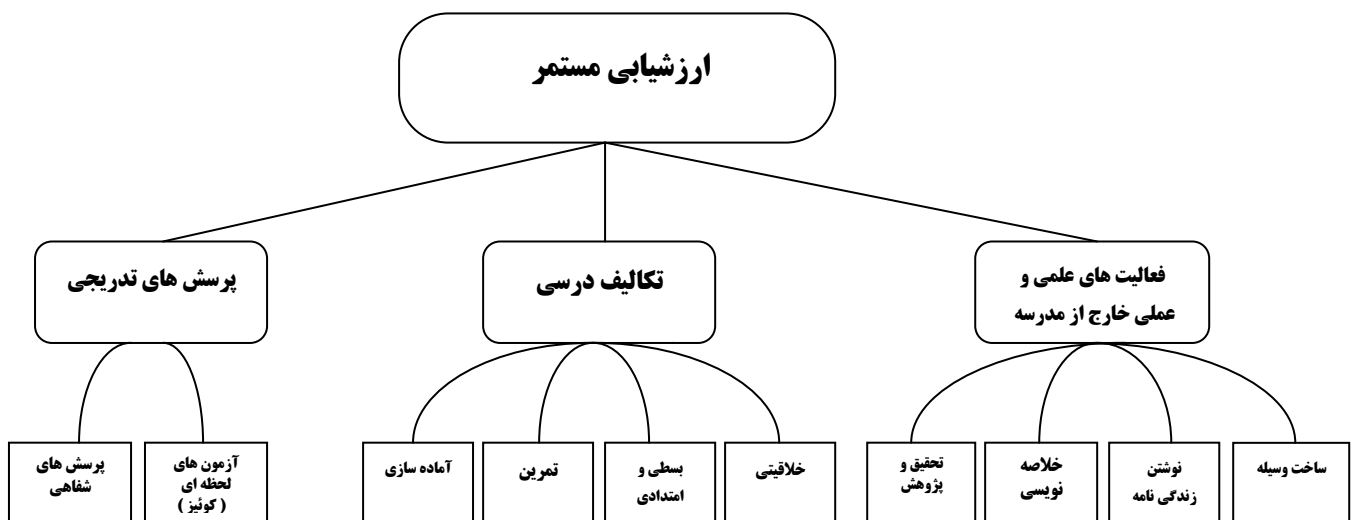 ارزشیابی مستمر
فعالیت های علمی و
عملی خارج از مدرسه
تکالیف درسی
پرسش های تدریجی
ساخت وسیله
نوشتن
زندگی نامه
خلاصه
نویسی
تحقیق و
پژوهش
خلاقیتی
بسطی و
امتدادی
تمرین
آماده سازی
آزمون های
لحظه ای
( کوئیز )
پرسش های
شفاهی